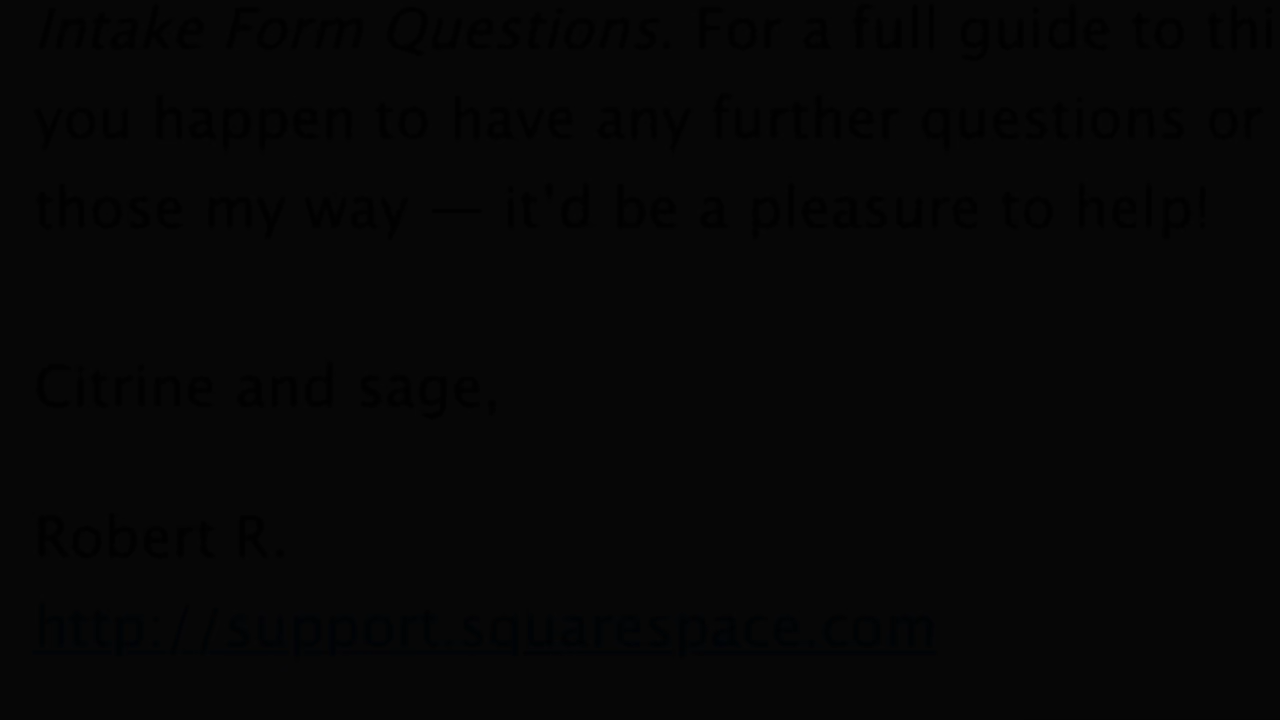 Intake Form Questions. For a full guide to thi
you happen to have any further questions or
those my way — it'd be a pleasure to help!
Citrine and sage,
Robert R.
http://support.squarespace.com